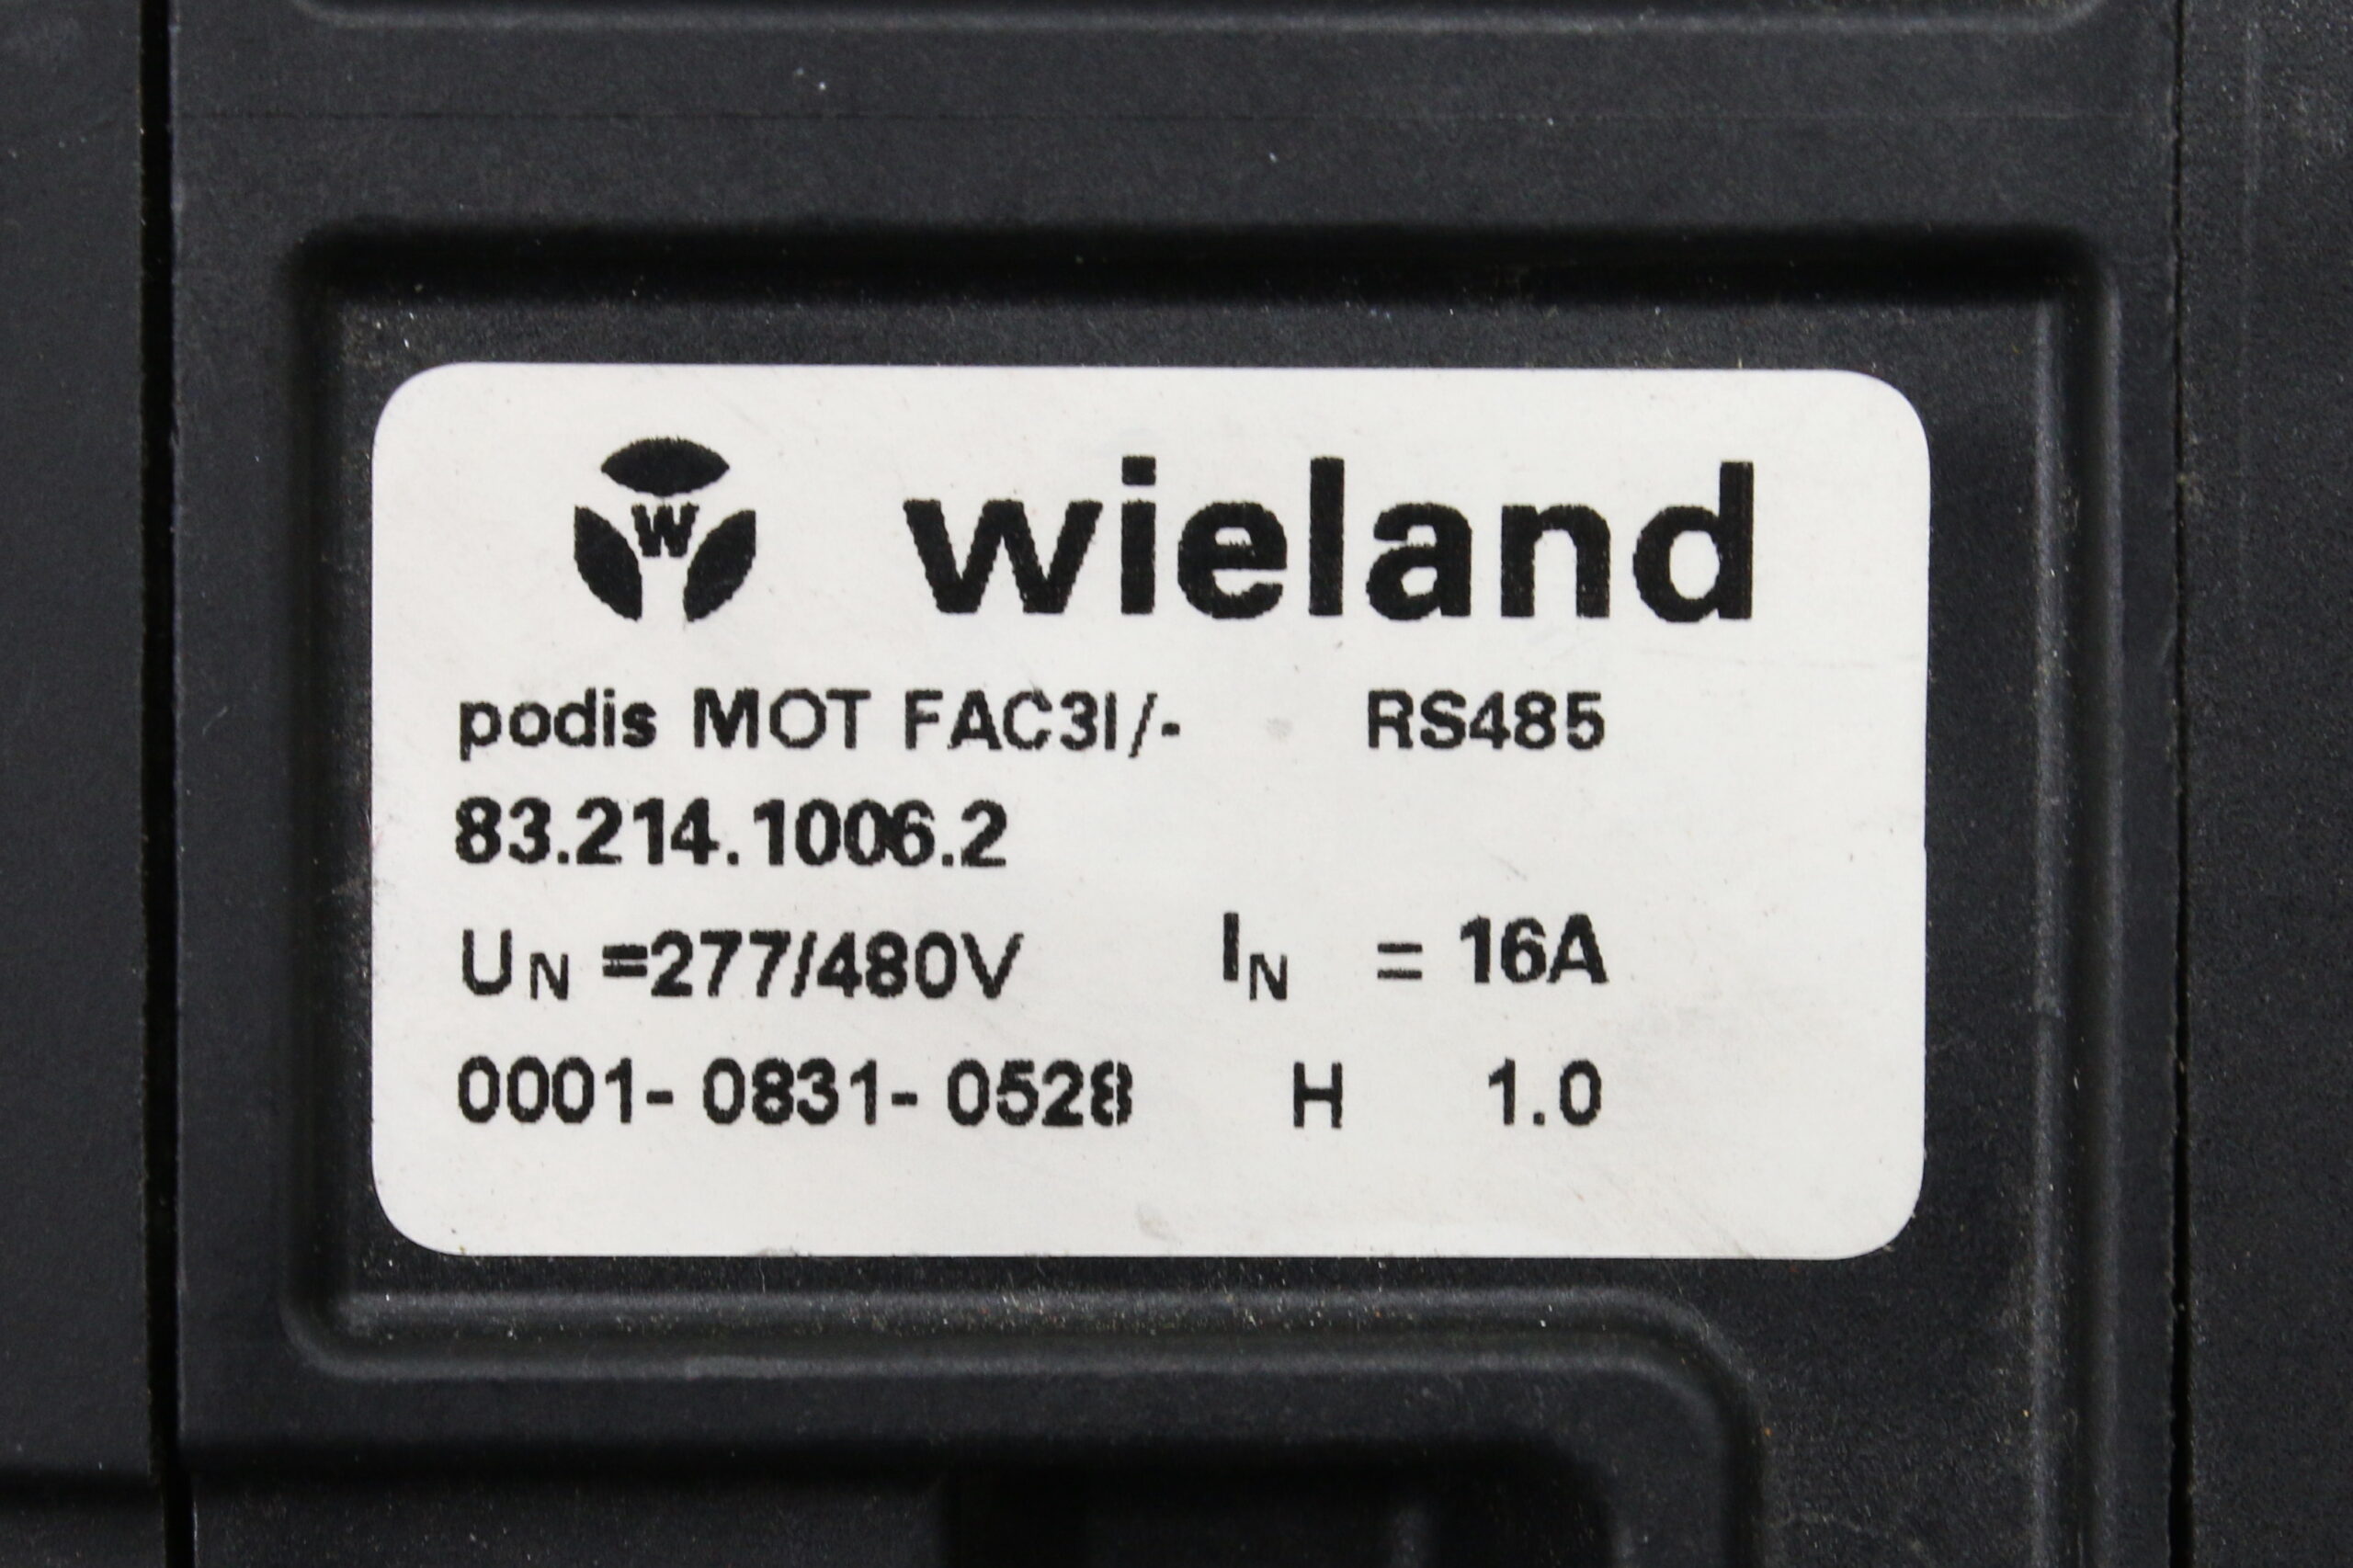 W wieland
podis MOT FAC3I/- RS485
83.214.1006.2
UN =277/480V IN = 16A
0001-0831-0528 H 1.0